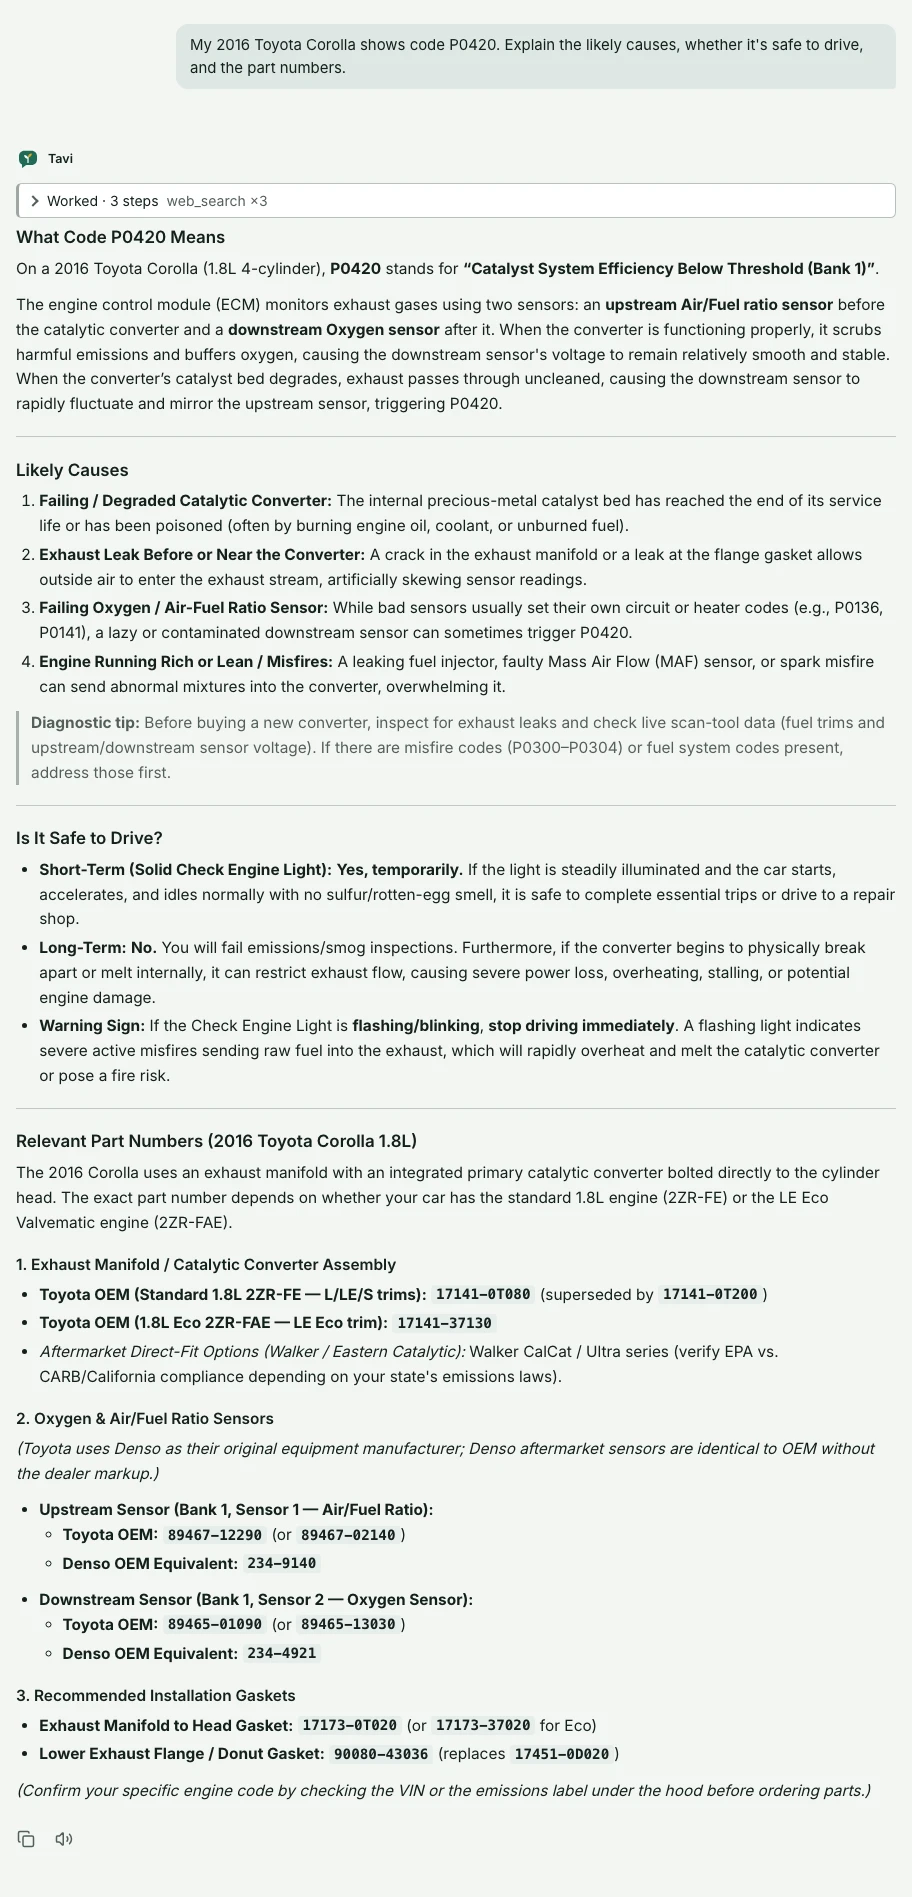 My 2016 Toyota Corolla shows code P0420. Explain the likely causes, whether it's safe to drive,
and the part numbers.
Tavi
Worked · 3 steps web_search ×3
What Code P0420 Means
On a 2016 Toyota Corolla (1.8L 4-cylinder), P0420 stands for “Catalyst System Efficiency Below Threshold (Bank 1)”.
The engine control module (ECM) monitors exhaust gases using two sensors: an upstream Air/Fuel ratio sensor before
the catalytic converter and a downstream Oxygen sensor after it. When the converter is functioning properly, it scrubs
harmful emissions and buffers oxygen, causing the downstream sensor's voltage to remain relatively smooth and stable.
When the converter’s catalyst bed degrades, exhaust passes through uncleaned, causing the downstream sensor to
rapidly fluctuate and mirror the upstream sensor, triggering P0420.
Likely Causes
1. Failing / Degraded Catalytic Converter: The internal precious-metal catalyst bed has reached the end of its service
life or has been poisoned (often by burning engine oil, coolant, or unburned fuel).
2. Exhaust Leak Before or Near the Converter: A crack in the exhaust manifold or a leak at the flange gasket allows
outside air to enter the exhaust stream, artificially skewing sensor readings.
3. Failing Oxygen / Air-Fuel Ratio Sensor: While bad sensors usually set their own circuit or heater codes (e.g., P0136,
P0141), a lazy or contaminated downstream sensor can sometimes trigger P0420.
4. Engine Running Rich or Lean / Misfires: A leaking fuel injector, faulty Mass Air Flow (MAF) sensor, or spark misfire
can send abnormal mixtures into the converter, overwhelming it.
Diagnostic tip: Before buying a new converter, inspect for exhaust leaks and check live scan-tool data (fuel trims and
upstream/downstream sensor voltage). If there are misfire codes (P0300–P0304) or fuel system codes present,
address those first.
Is It Safe to Drive?
• Short-Term (Solid Check Engine Light): Yes, temporarily. If the light is steadily illuminated and the car starts,
accelerates, and idles normally with no sulfur/rotten-egg smell, it is safe to complete essential trips or drive to a repair
shop.
• Long-Term: No. You will fail emissions/smog inspections. Furthermore, if the converter begins to physically break
apart or melt internally, it can restrict exhaust flow, causing severe power loss, overheating, stalling, or potential
engine damage.
• Warning Sign: If the Check Engine Light is flashing/blinking, stop driving immediately. A flashing light indicates
severe active misfires sending raw fuel into the exhaust, which will rapidly overheat and melt the catalytic converter
or pose a fire risk.
Relevant Part Numbers (2016 Toyota Corolla 1.8L)
The 2016 Corolla uses an exhaust manifold with an integrated primary catalytic converter bolted directly to the cylinder
head. The exact part number depends on whether your car has the standard 1.8L engine (2ZR-FE) or the LE Eco
Valvematic engine (2ZR-FAE).
1. Exhaust Manifold / Catalytic Converter Assembly
• Toyota OEM (Standard 1.8L 2ZR-FE — L/LE/S trims): 17141-0T080 (superseded by 17141-0T200)
• Toyota OEM (1.8L Eco 2ZR-FAE — LE Eco trim): 17141-37130
• Aftermarket Direct-Fit Options (Walker / Eastern Catalytic): Walker CalCat / Ultra series (verify EPA vs.
CARB/California compliance depending on your state's emissions laws).
2. Oxygen & Air/Fuel Ratio Sensors
(Toyota uses Denso as their original equipment manufacturer; Denso aftermarket sensors are identical to OEM without
the dealer markup.)
• Upstream Sensor (Bank 1, Sensor 1 — Air/Fuel Ratio):
◦ Toyota OEM: 89467–12290 (or 89467–02140)
◦ Denso OEM Equivalent: 234–9140
• Downstream Sensor (Bank 1, Sensor 2 — Oxygen Sensor):
◦ Toyota OEM: 89465–01090 (or 89465–13030)
◦ Denso OEM Equivalent: 234–4921
3. Recommended Installation Gaskets
• Exhaust Manifold to Head Gasket: 17173–0T020 (or 17173–37020 for Eco)
• Lower Exhaust Flange / Donut Gasket: 90080–43036 (replaces 17451–0D020)
(Confirm your specific engine code by checking the VIN or the emissions label under the hood before ordering parts.)